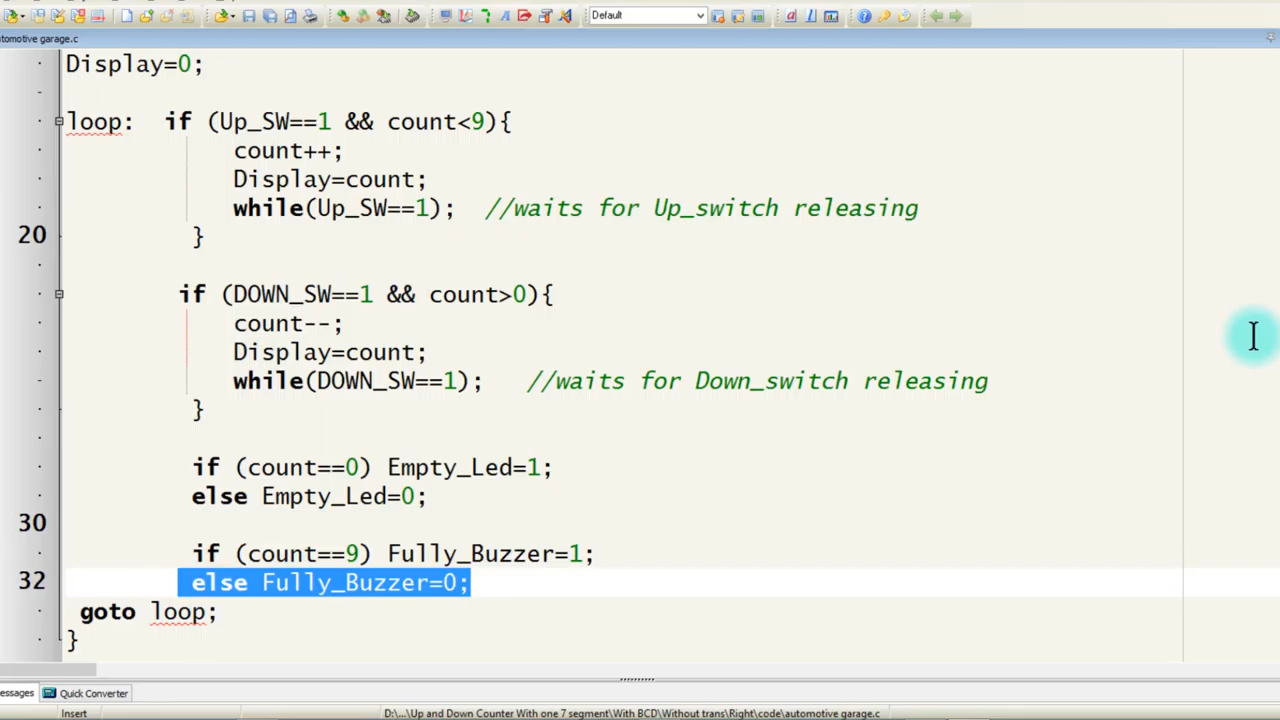 Default
automotive garage.c
Display=0;
loop: if (Up_SW==1 && count<9){
count++;
Display=count;
while(Up_SW==1); //waits for Up_switch releasing
20 }
if (DOWN_SW==1 && count>0){
count--;
Display=count;
while(DOWN_SW==1); //waits for Down_switch releasing
}
if (count==0) Empty_Led=1;
else Empty_Led=0;
30
if (count==9) Fully_Buzzer=1;
32 else Fully_Buzzer=0;
goto loop;
}
essages Quick Converter
Insert D:\...\Up and Down Counter With one 7 segment\With BCD\Without trans\Right\code\automotive garage.c